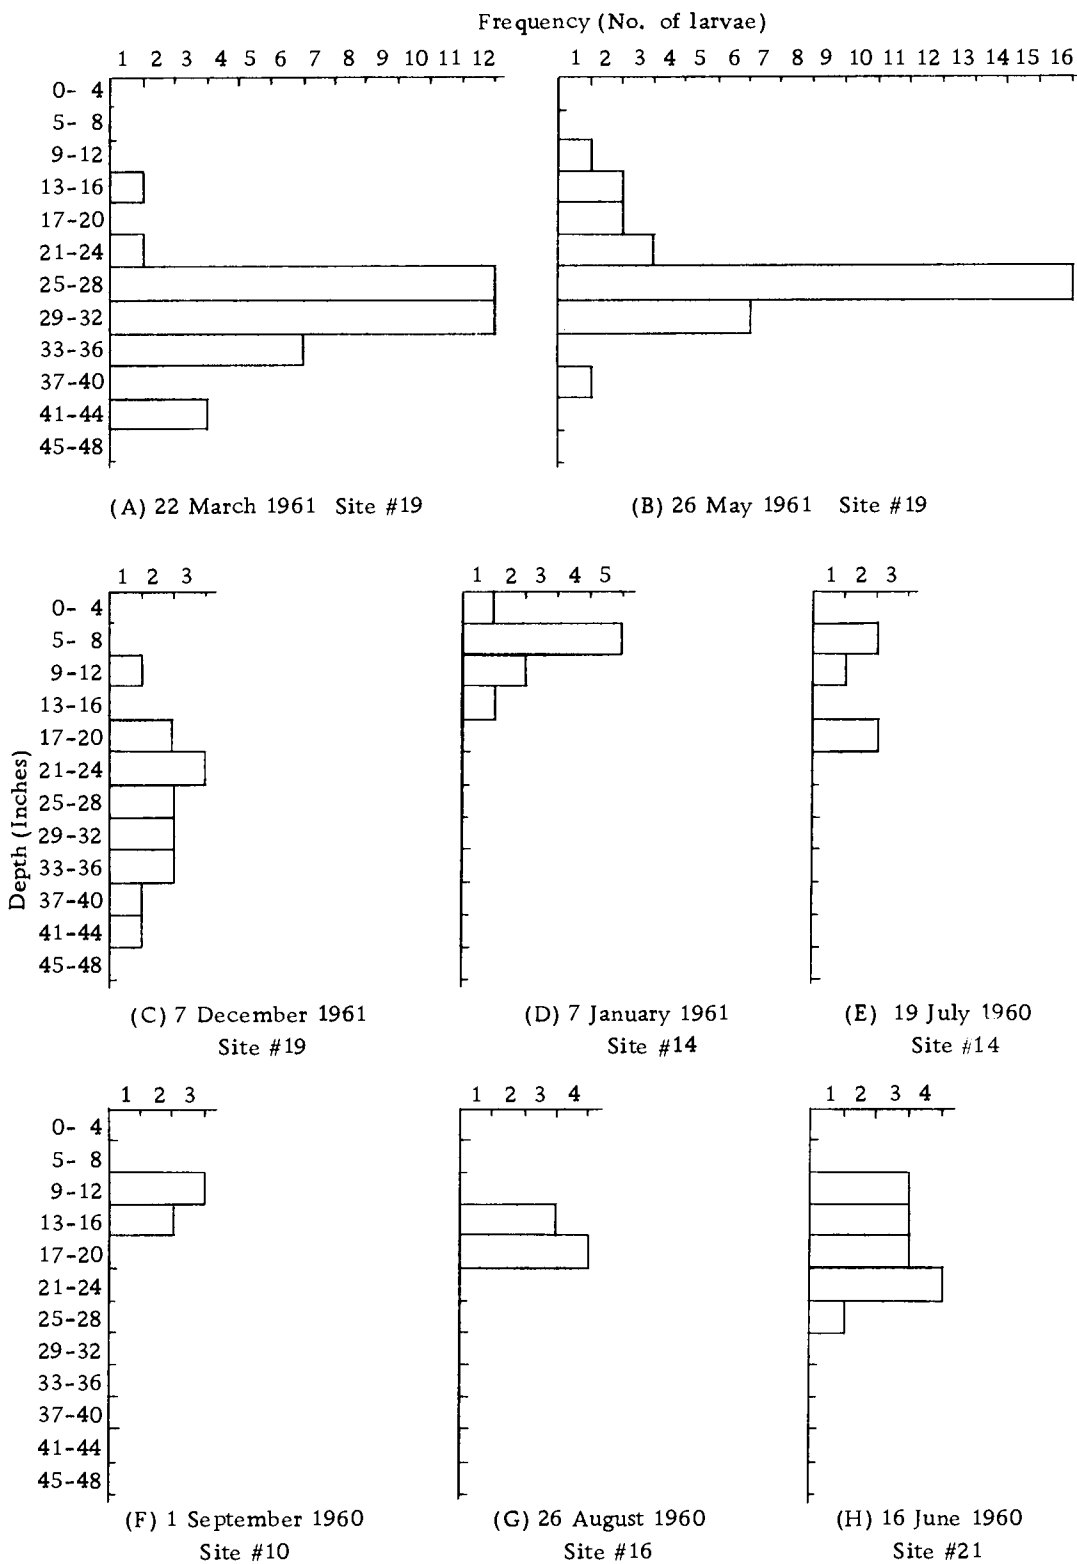 Frequency (No. of larvae)
1 2 3 4 5 6 7 8 9 10 11 12
1 2 3 4 5 6 7 8 9 10 11 12 13 14 15 16
0- 4
5- 8
9-12
13-16
17-20
21-24
25-28
29-32
33-36
37-40
41-44
45-48
(A) 22 March 1961 Site #19
(B) 26 May 1961 Site #19
Depth (Inches)
1 2 3
1 2 3 4 5
1 2 3
0- 4
5- 8
9-12
13-16
17-20
21-24
25-28
29-32
33-36
37-40
41-44
45-48
(C) 7 December 1961
Site #19
(D) 7 January 1961
Site #14
(E) 19 July 1960
Site #14
1 2 3
1 2 3 4
1 2 3 4
0- 4
5- 8
9-12
13-16
17-20
21-24
25-28
29-32
33-36
37-40
41-44
45-48
(F) 1 September 1960
Site #10
(G) 26 August 1960
Site #16
(H) 16 June 1960
Site #21